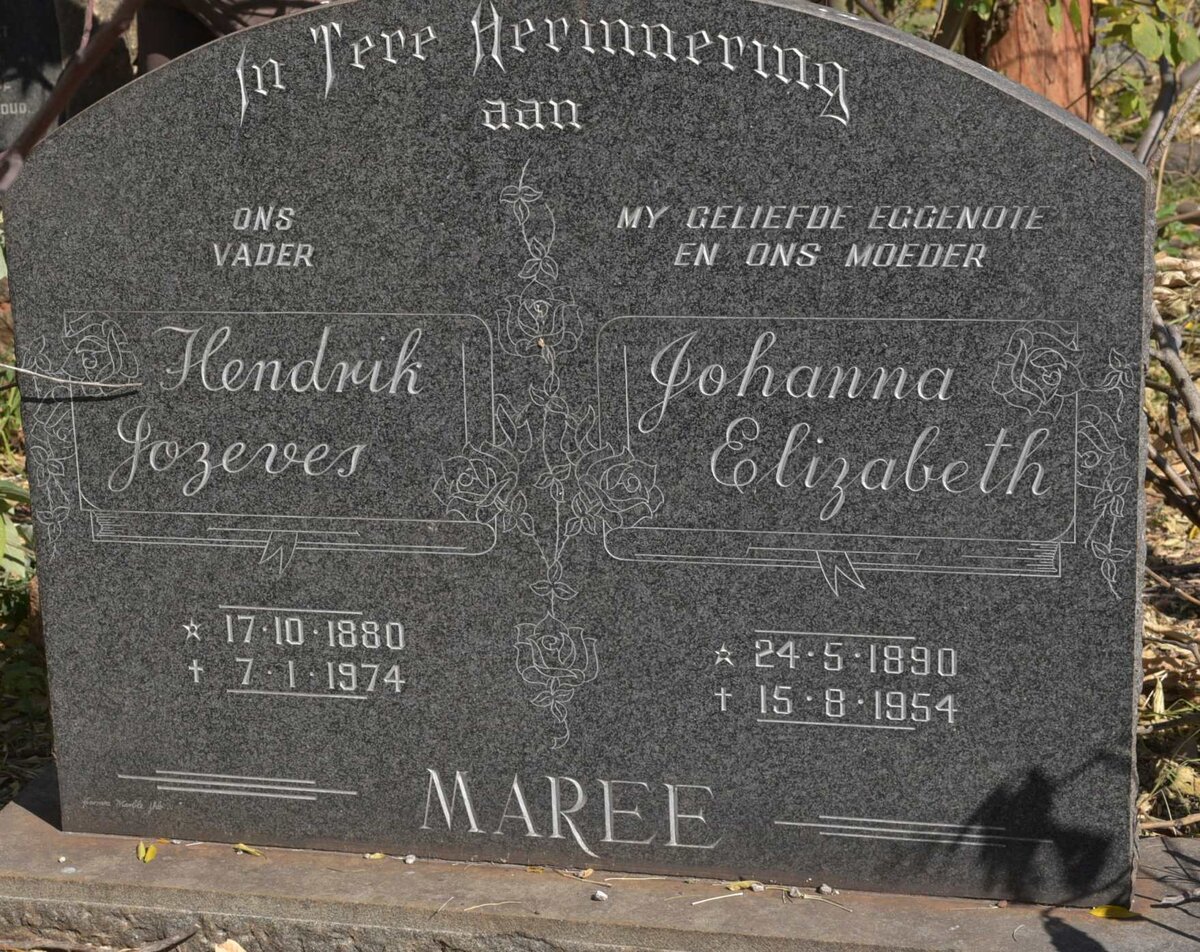 In Tere Herinnering
aan
ONS
VADER
Hendrik
Jozeves
☆ 17·10·1880
† 7·1·1974
MY GELIEFDE EGGENOTE
EN ONS MOEDER
Johanna
Elizabeth
☆ 24·5·1890
† 15·8·1954
MAREE